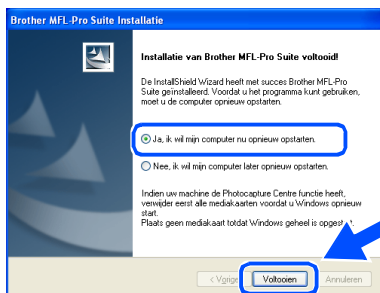 Brother MFL-Pro Suite Installatie
Installatie van Brother MFL-Pro Suite voltooid!
De InstallShield Wizard heeft met succes Brother MFL-Pro
Suite geïnstalleerd. Voordat u het programma kunt gebruiken,
moet u de computer opnieuw opstarten.
Ja, ik wil mijn computer nu opnieuw opstarten.
Nee, ik wil mijn computer later opnieuw opstarten.
Indien uw machine de Photocapture Centre functie heeft,
verwijder eerst alle mediakaarten voordat u Windows opnieuw
start.
Plaats geen mediakaart totdat Windows geheel is
< Vorige Voltooien Annuleren